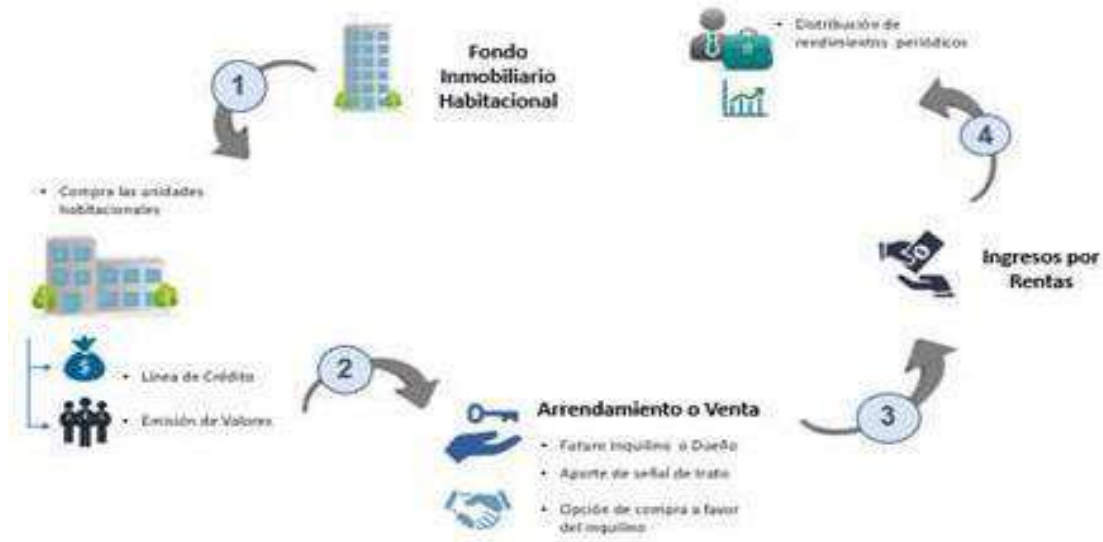 1
Fondo
Inmobiliario
Habitacional
• Distribución de
rendimientos periódicos
4
• Compra las unidades
habitacionales
Ingresos por
Rentas
$
• Línea de Crédito
• Emisión de Valores
2
Arrendamiento o Venta
• Futuro inquilino o Dueño
• Aporte de señal de trato
• Opción de compra a favor
del inquilino
3